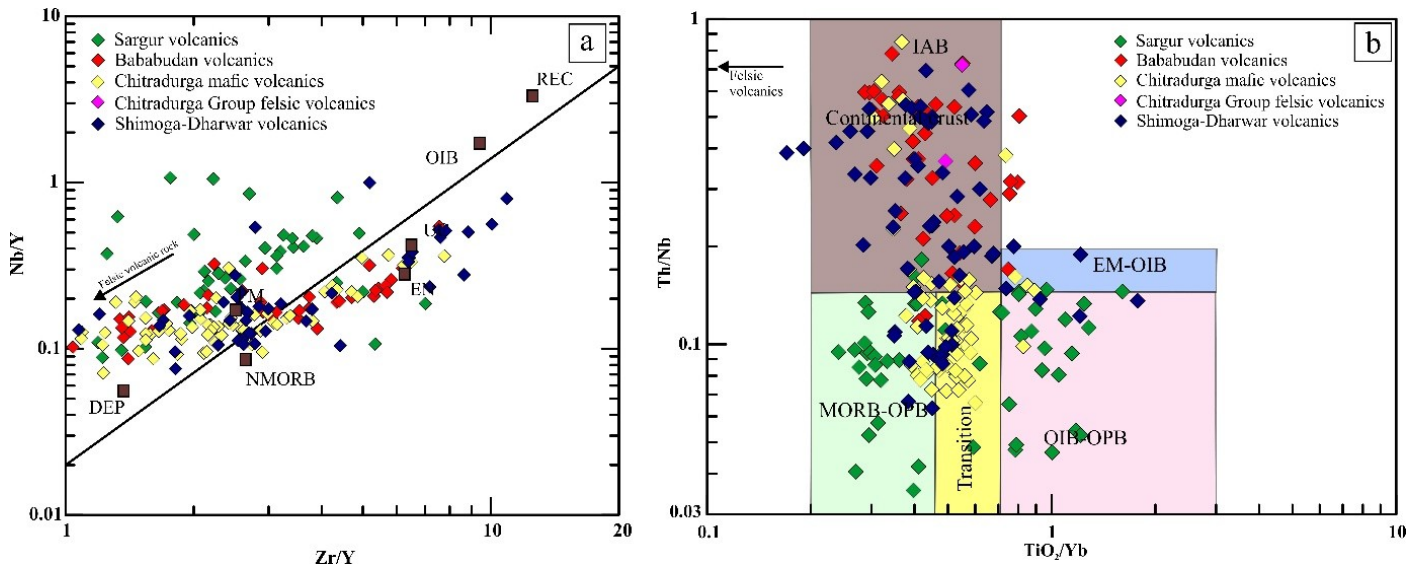 a
Sargur volcanics
Bababudan volcanics
Chitradurga mafic volcanics
Chitradurga Group felsic volcanics
Shimoga-Dharwar volcanics
REC
OIB
Felsic volcanic rock
EN
NMORB
DEP
10
1
0.1
0.01
Nb/Y
1
10
20
Zr/Y
b
IAB
Sargur volcanics
Bababudan volcanics
Chitradurga mafic volcanics
Chitradurga Group felsic volcanics
Shimoga-Dharwar volcanics
Felsic
volcanics
Continental crust
EM-OIB
MORB-OPB
Transition
OIB-OPB
1
0.1
0.03
Th/Nb
0.1
1
10
TiO₂/Yb